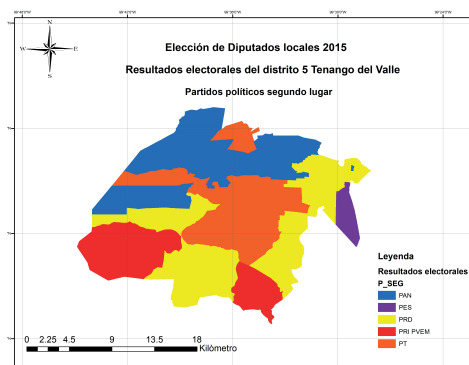 N
W E
S
Elección de Diputados locales 2015
Resultados electorales del distrito 5 Tenango del Valle
Partidos políticos segundo lugar
Leyenda
Resultados electorales
P_SEG
PAN
PES
PRD
PRI PVEM
PT
0 2.25 4.5 9 13.5 18
Kilómetro